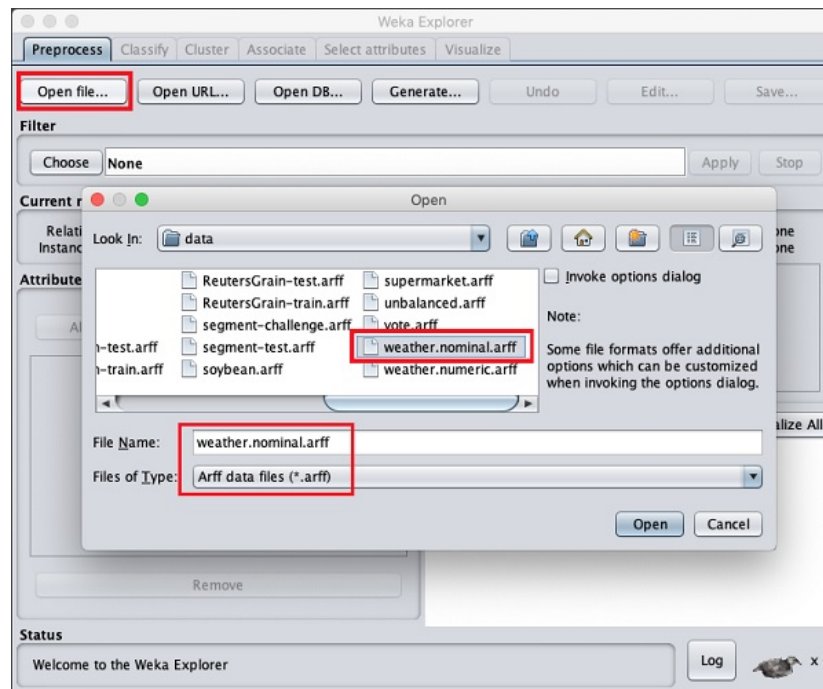 Weka Explorer
Preprocess Classify Cluster Associate Select attributes Visualize
Open file... Open URL... Open DB... Generate... Undo Edit... Save...
Filter
Choose None Apply Stop
Current r
Open
Relati
Instanc
one
one
Look In: data
Attribute
ReutersGrain-test.arff supermarket.arff
ReutersGrain-train.arff unbalanced.arff
segment-challenge.arff vote.arff
-test.arff segment-test.arff weather.nominal.arff
-train.arff soybean.arff weather.numeric.arff
Invoke options dialog
Note:
Some file formats offer additional
options which can be customized
when invoking the options dialog.
Al
alize All
File Name: weather.nominal.arff
Files of Type: Arff data files (*.arff)
Open Cancel
Remove
Status
Welcome to the Weka Explorer
Log x